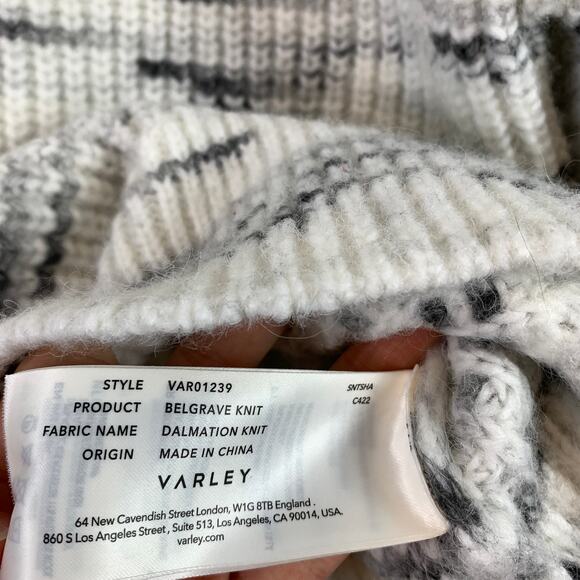 STYLE VAR01239
PRODUCT BELGRAVE KNIT
FABRIC NAME DALMATION KNIT
ORIGIN MADE IN CHINA
SNTSHA
C422
VARLEY
64 New Cavendish Street London, W1G 8TB England .
860 S Los Angeles Street , Suite 513, Los Angeles, CA 90014, USA.
varley.com